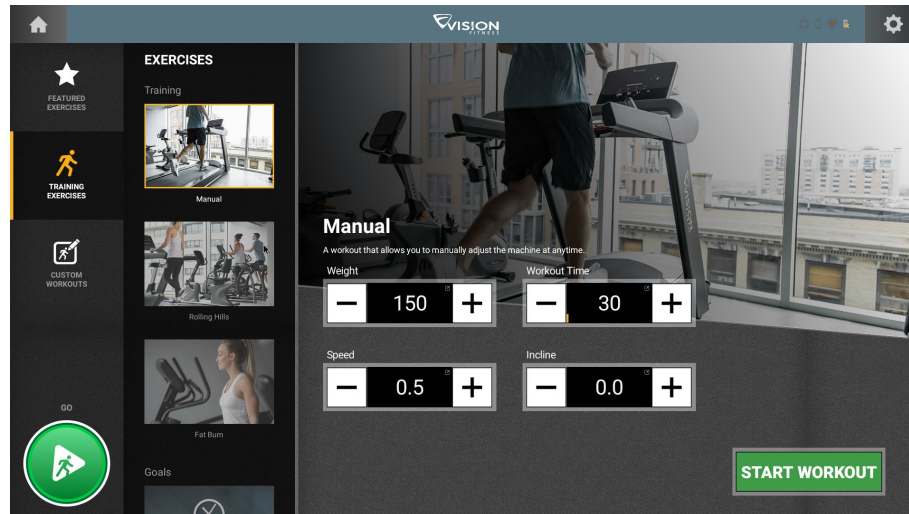 VISION
FITNESS
FEATURED
EXERCISES
TRAINING
EXERCISES
CUSTOM
WORKOUTS
GO
EXERCISES
Training
Manual
Rolling Hills
Fat Burn
Goals
Manual
A workout that allows you to manually adjust the machine at anytime.
Weight
150
Workout Time
30
Speed
0.5
Incline
0.0
START WORKOUT